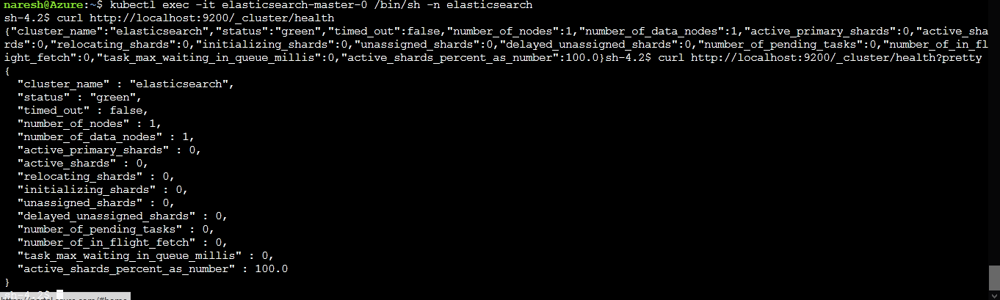 naresh@Azure:~$ kubectl exec -it elasticsearch-master-0 /bin/sh -n elasticsearch
sh-4.2$ curl http://localhost:9200/_cluster/health
{"cluster_name":"elasticsearch","status":"green","timed_out":false,"number_of_nodes":1,"number_of_data_nodes":1,"active_primary_shards":0,"active_sha
rds":0,"relocating_shards":0,"initializing_shards":0,"unassigned_shards":0,"delayed_unassigned_shards":0,"number_of_pending_tasks":0,"number_of_in_fl
ight_fetch":0,"task_max_waiting_in_queue_millis":0,"active_shards_percent_as_number":100.0}sh-4.2$ curl http://localhost:9200/_cluster/health?pretty
{
  "cluster_name" : "elasticsearch",
  "status" : "green",
  "timed_out" : false,
  "number_of_nodes" : 1,
  "number_of_data_nodes" : 1,
  "active_primary_shards" : 0,
  "active_shards" : 0,
  "relocating_shards" : 0,
  "initializing_shards" : 0,
  "unassigned_shards" : 0,
  "delayed_unassigned_shards" : 0,
  "number_of_pending_tasks" : 0,
  "number_of_in_flight_fetch" : 0,
  "task_max_waiting_in_queue_millis" : 0,
  "active_shards_percent_as_number" : 100.0
}
sh-4.2$